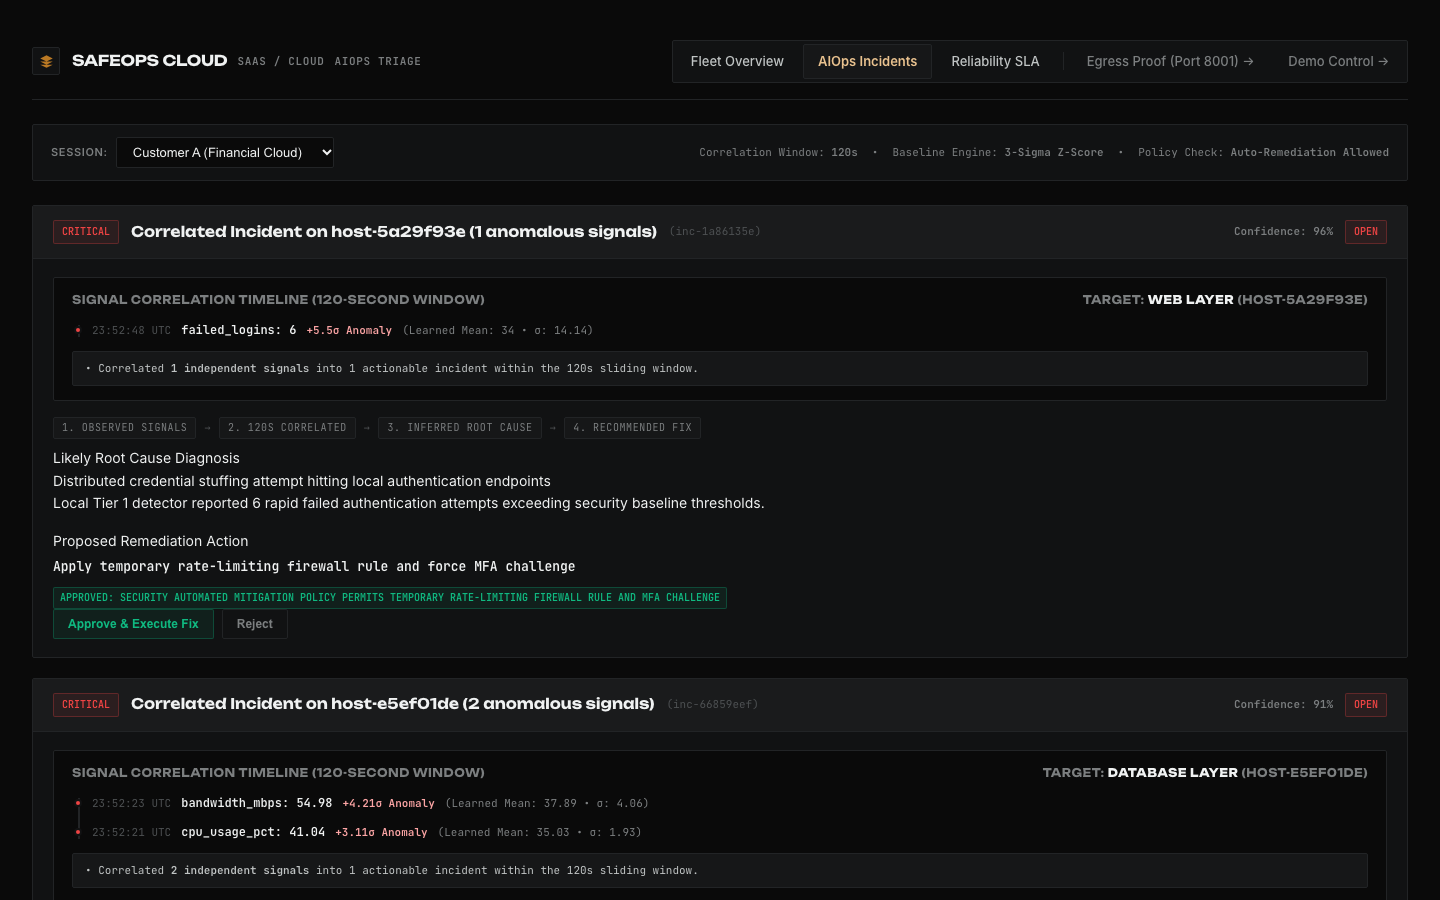 SAFEOPS CLOUD SAAS / CLOUD AIOPS TRIAGE
Fleet Overview AIOps Incidents Reliability SLA Egress Proof (Port 8001) → Demo Control →
SESSION: Customer A (Financial Cloud) Correlation Window: 120s • Baseline Engine: 3-Sigma Z-Score • Policy Check: Auto-Remediation Allowed
CRITICAL Correlated Incident on host-5a29f93e (1 anomalous signals) (inc-1a86135e) Confidence: 96% OPEN
SIGNAL CORRELATION TIMELINE (120-SECOND WINDOW) TARGET: WEB LAYER (HOST-5A29F93E)
23:52:48 UTC failed_logins: 6 +5.5σ Anomaly (Learned Mean: 34 • σ: 14.14)
• Correlated 1 independent signals into 1 actionable incident within the 120s sliding window.
1. OBSERVED SIGNALS → 2. 120S CORRELATED → 3. INFERRED ROOT CAUSE → 4. RECOMMENDED FIX
Likely Root Cause Diagnosis
Distributed credential stuffing attempt hitting local authentication endpoints
Local Tier 1 detector reported 6 rapid failed authentication attempts exceeding security baseline thresholds.
Proposed Remediation Action
Apply temporary rate-limiting firewall rule and force MFA challenge
APPROVED: SECURITY AUTOMATED MITIGATION POLICY PERMITS TEMPORARY RATE-LIMITING FIREWALL RULE AND MFA CHALLENGE
Approve & Execute Fix Reject
CRITICAL Correlated Incident on host-e5ef01de (2 anomalous signals) (inc-66859eef) Confidence: 91% OPEN
SIGNAL CORRELATION TIMELINE (120-SECOND WINDOW) TARGET: DATABASE LAYER (HOST-E5EF01DE)
23:52:23 UTC bandwidth_mbps: 54.98 +4.21σ Anomaly (Learned Mean: 37.89 • σ: 4.06)
23:52:21 UTC cpu_usage_pct: 41.04 +3.11σ Anomaly (Learned Mean: 35.03 • σ: 1.93)
• Correlated 2 independent signals into 1 actionable incident within the 120s sliding window.